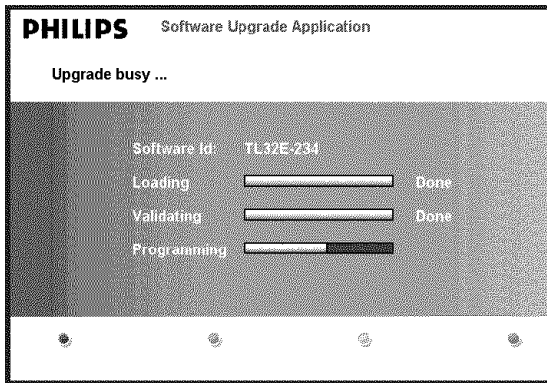 PHILIPS Software Upgrade Application
Upgrade busy ...
Software Id: TL32E-234
Loading Done
Validating Done
Programming